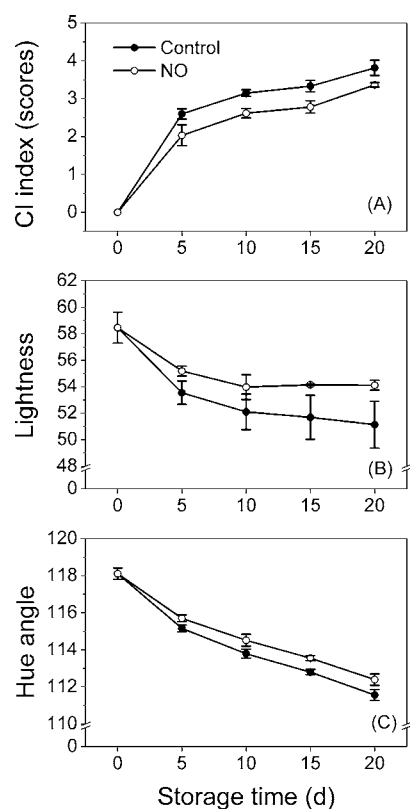 5
4
3
2
1
0
CI index (scores)
Control
NO
(A)
0 5 10 15 20
62
60
58
56
54
52
50
48
0
Lightness
(B)
0 5 10 15 20
120
118
116
114
112
110
0
Hue angle
(C)
0 5 10 15 20
Storage time (d)